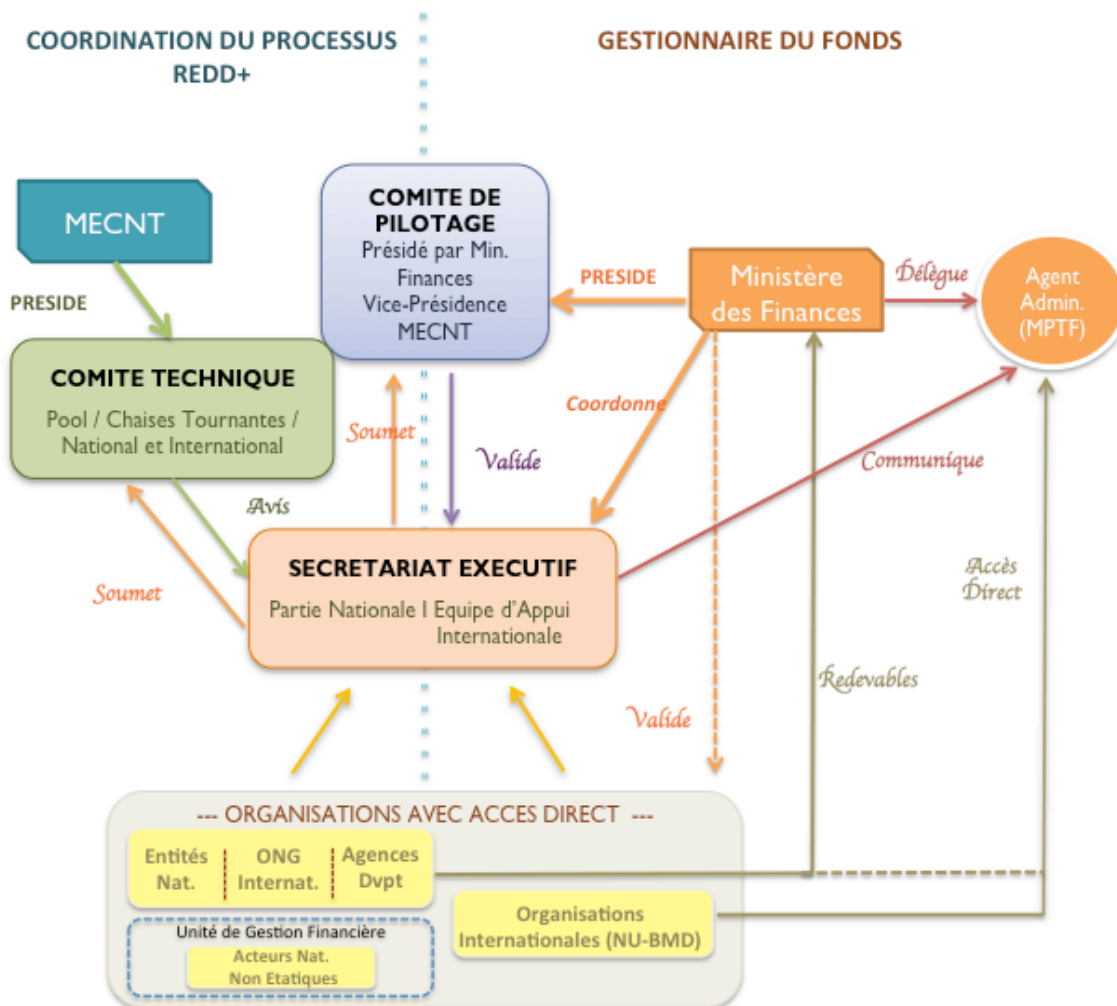 COORDINATION DU PROCESSUS
REDD+
GESTIONNAIRE DU FONDS
MECNT
COMITE DE
PILOTAGE
Présidé par Min.
Finances
Vice-Présidence
MECNT
PRESIDE
Ministère
des Finances
Délègue
Agent
Admin.
(MPTF)
PRESIDE
COMITE TECHNIQUE
Pool / Chaises Tournantes /
National et International
Soumet
Valide
Coordonne
Communique
Avis
Soumet
SECRETARIAT EXECUTIF
Partie Nationale I Equipe d'Appui
Internationale
Accès
Direct
Redevables
Valide
--- ORGANISATIONS AVEC ACCES DIRECT ---
Entités
Nat.
ONG
Internat.
Agences
Dvpt
Organisations
Internationales (NU-BMD)
Unité de Gestion Financière
Acteurs Nat.
Non Etatiques